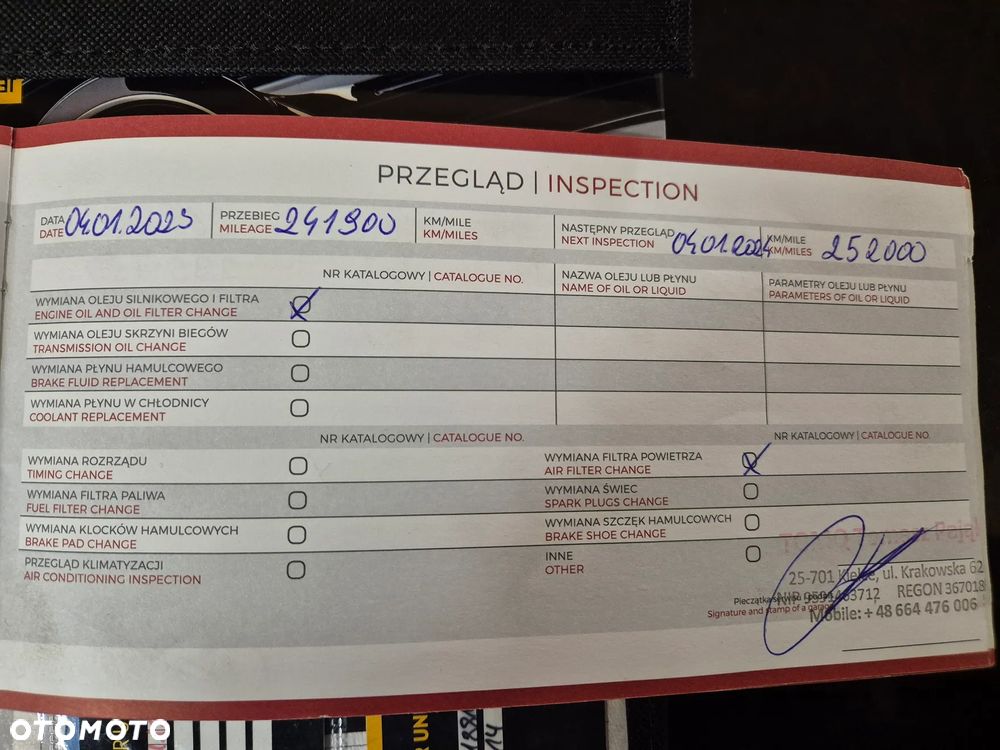 PRZEGLĄD | INSPECTION
DATA 04.01.2023 PRZEBIEG 241900 KM/MILE NASTĘPNY PRZEGLĄD 04.01.2024 KM/MILE 252000
DATE MILEAGE KM/MILES NEXT INSPECTION KM/MILES
NR KATALOGOWY | CATALOGUE NO. NAZWA OLEJU LUB PŁYNU PARAMETRY OLEJU LUB PŁYNU
NAME OF OIL OR LIQUID PARAMETERS OF OIL OR LIQUID
WYMIANA OLEJU SILNIKOWEGO I FILTRA
ENGINE OIL AND OIL FILTER CHANGE
WYMIANA OLEJU SKRZYNI BIEGÓW
TRANSMISSION OIL CHANGE
WYMIANA PŁYNU HAMULCOWEGO
BRAKE FLUID REPLACEMENT
WYMIANA PŁYNU W CHŁODNICY
COOLANT REPLACEMENT
NR KATALOGOWY | CATALOGUE NO. NR KATALOGOWY | CATALOGUE NO.
WYMIANA ROZRZĄDU WYMIANA FILTRA POWIETRZA
TIMING CHANGE AIR FILTER CHANGE
WYMIANA FILTRA PALIWA WYMIANA ŚWIEC
FUEL FILTER CHANGE SPARK PLUGS CHANGE
WYMIANA KLOCKÓW HAMULCOWYCH WYMIANA SZCZĘK HAMULCOWYCH
BRAKE PAD CHANGE BRAKE SHOE CHANGE
PRZEGLĄD KLIMATYZACJI INNE
AIR CONDITIONING INSPECTION OTHER
25-701 Kielce, ul. Krakowska 62
NIP REGON 367018
Pieczątka serwisu
Signature and stamp of a garage
Mobile: +48 664 476 006
OTOMOTO